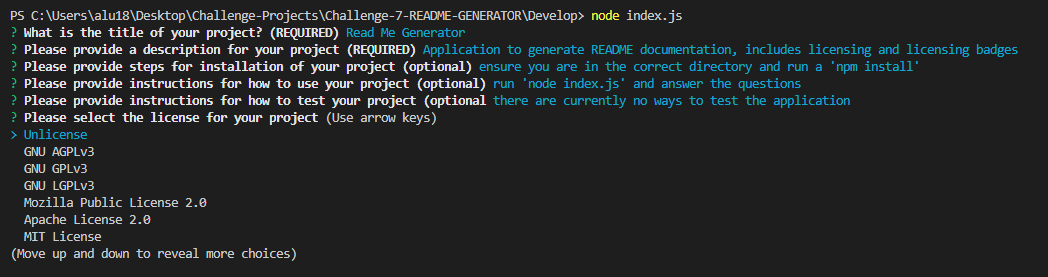 PS C:\Users\alu18\Desktop\Challenge-Projects\Challenge-7-README-GENERATOR\Develop> node index.js
? What is the title of your project? (REQUIRED) Read Me Generator
? Please provide a description for your project (REQUIRED) Application to generate README documentation, includes licensing and licensing badges
? Please provide steps for installation of your project (optional) ensure you are in the correct directory and run a 'npm install'
? Please provide instructions for how to use your project (optional) run 'node index.js' and answer the questions
? Please provide instructions for how to test your project (optional there are currently no ways to test the application
? Please select the license for your project (Use arrow keys)
> Unlicense
GNU AGPLv3
GNU GPLv3
GNU LGPLv3
Mozilla Public License 2.0
Apache License 2.0
MIT License
(Move up and down to reveal more choices)